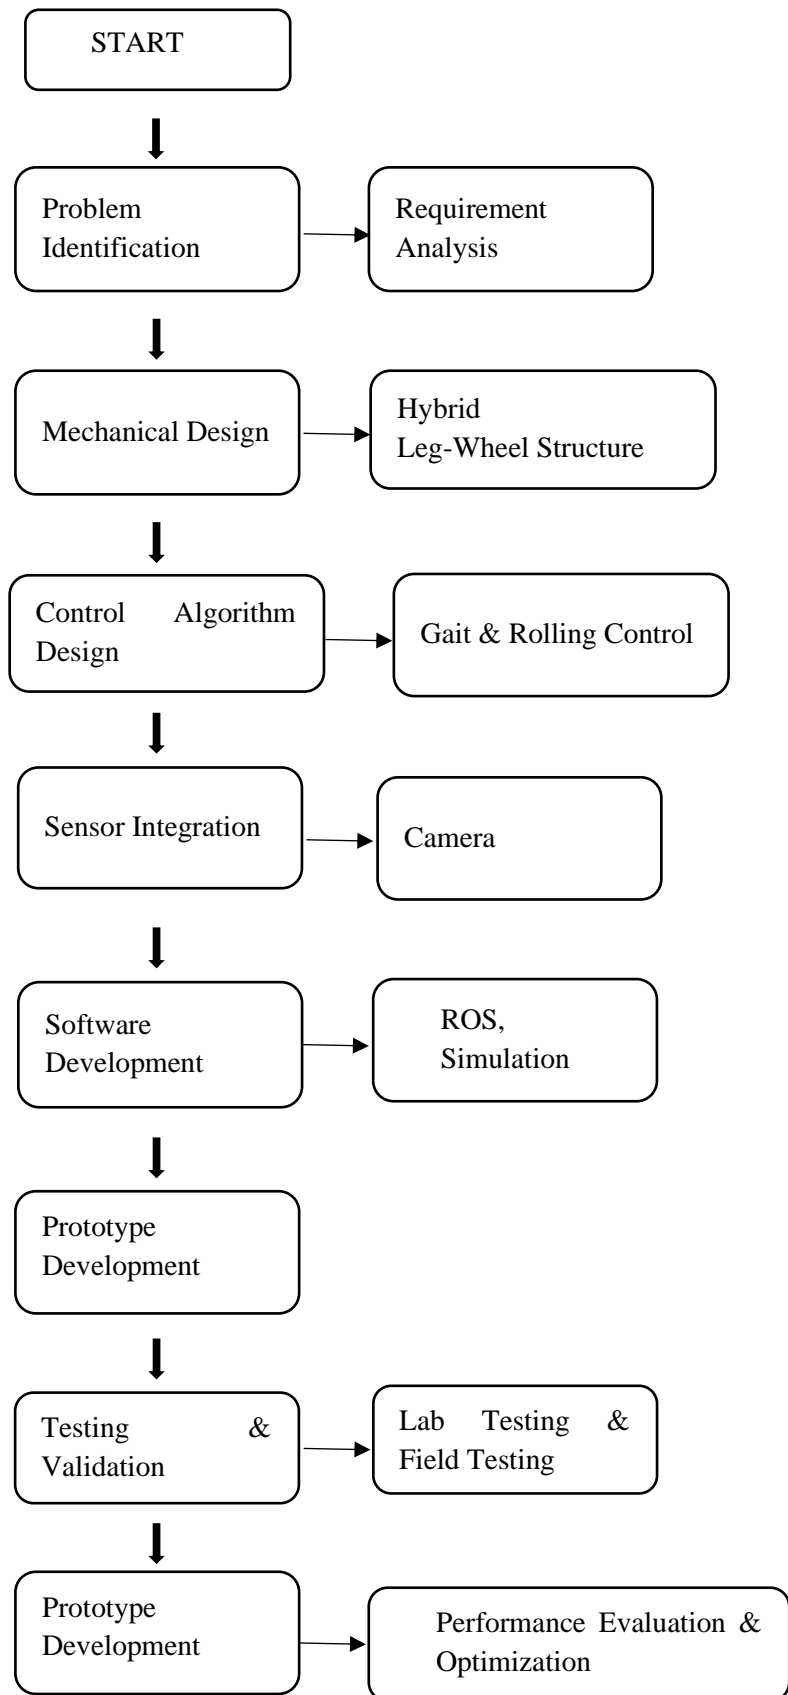 START
Problem
Identification
Requirement
Analysis
Mechanical Design
Hybrid
Leg-Wheel Structure
Control Algorithm
Design
Gait & Rolling Control
Sensor Integration
Camera
Software
Development
ROS,
Simulation
Prototype
Development
Testing &
Validation
Lab Testing &
Field Testing
Prototype
Development
Performance Evaluation &
Optimization